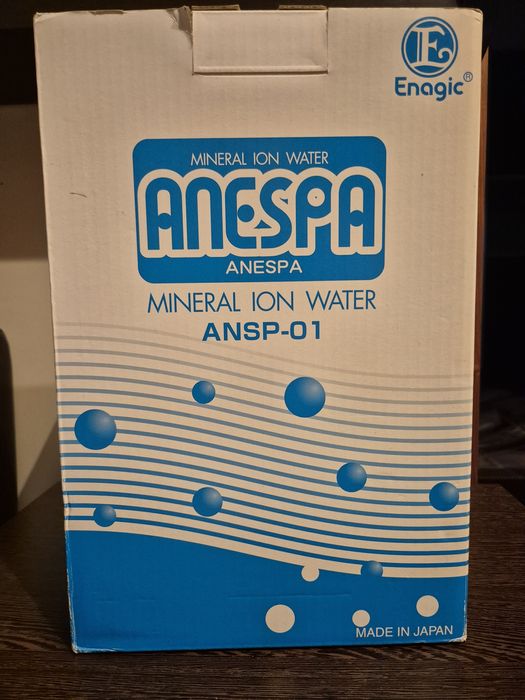 E
Enagic®
MINERAL ION WATER
ANESPA
ANESPA
MINERAL ION WATER
ANSP-01
MADE IN JAPAN